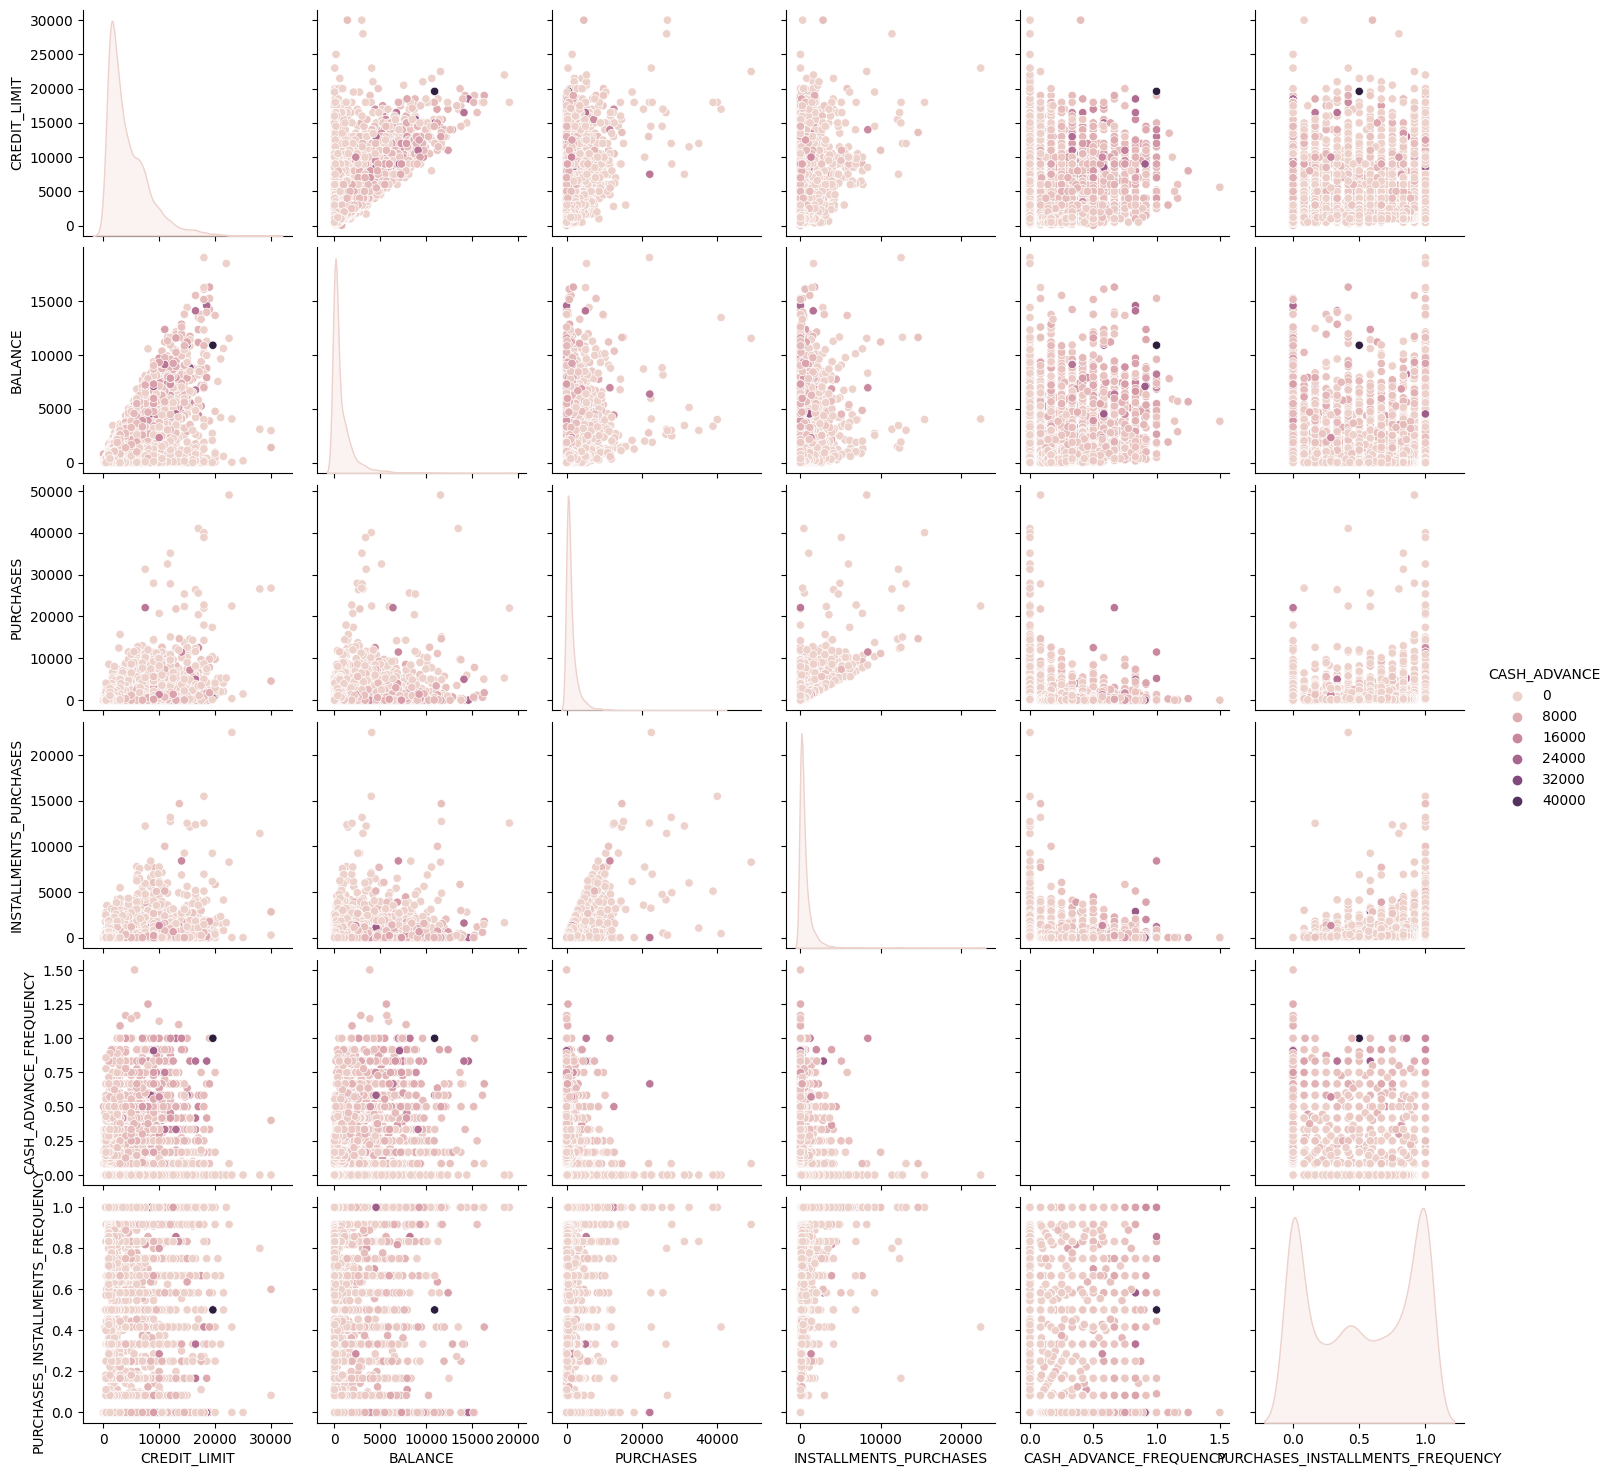 30000
25000
20000
15000
10000
5000
0
CREDIT_LIMIT
15000
10000
5000
0
BALANCE
50000
40000
30000
20000
10000
0
PURCHASES
20000
15000
10000
5000
0
INSTALLMENTS_PURCHASES
1.50
1.25
1.00
0.75
0.50
0.25
0.00
CASH_ADVANCE_FREQUENCY
1.0
0.8
0.6
0.4
0.2
0.0
PURCHASES_INSTALLMENTS_FREQUENCY
0 10000 20000 30000
CREDIT_LIMIT
0 5000 10000 15000 20000
BALANCE
0 20000 40000
PURCHASES
0 10000 20000
INSTALLMENTS_PURCHASES
0.0 0.5 1.0 1.5
CASH_ADVANCE_FREQUENCY
0.0 0.5 1.0
PURCHASES_INSTALLMENTS_FREQUENCY
CASH_ADVANCE
0
8000
16000
24000
32000
40000